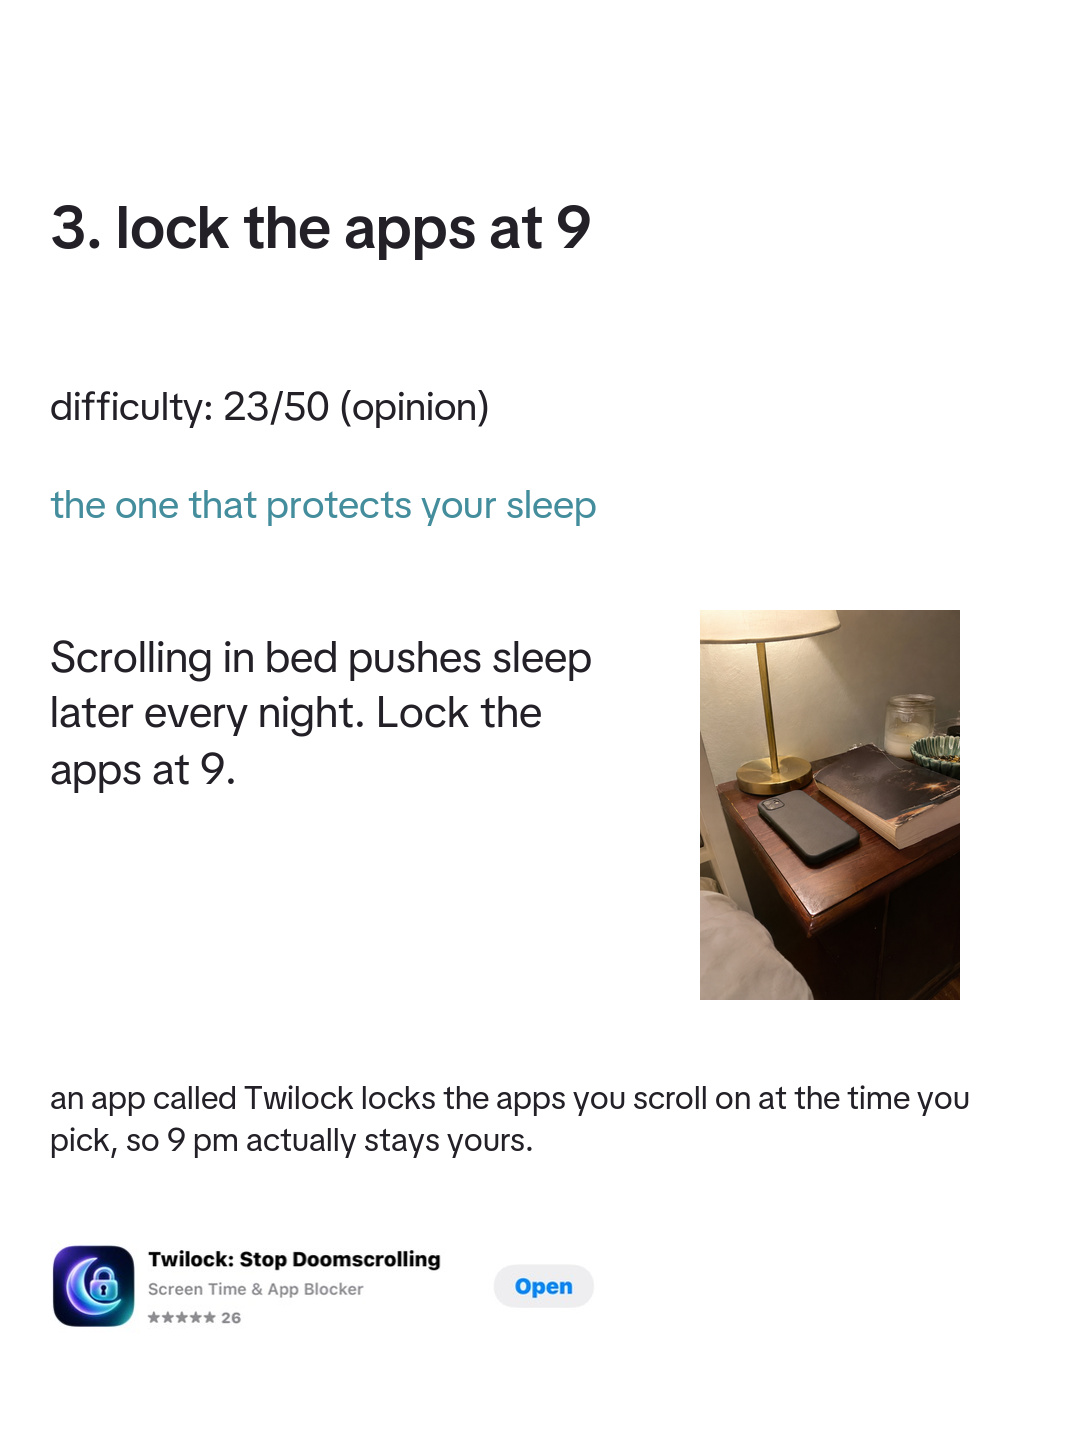 3. lock the apps at 9
difficulty: 23/50 (opinion)
the one that protects your sleep
Scrolling in bed pushes sleep
later every night. Lock the
apps at 9.
an app called Twilock locks the apps you scroll on at the time you
pick, so 9 pm actually stays yours.
Twilock: Stop Doomscrolling
Screen Time & App Blocker
★★★★★ 26
Open